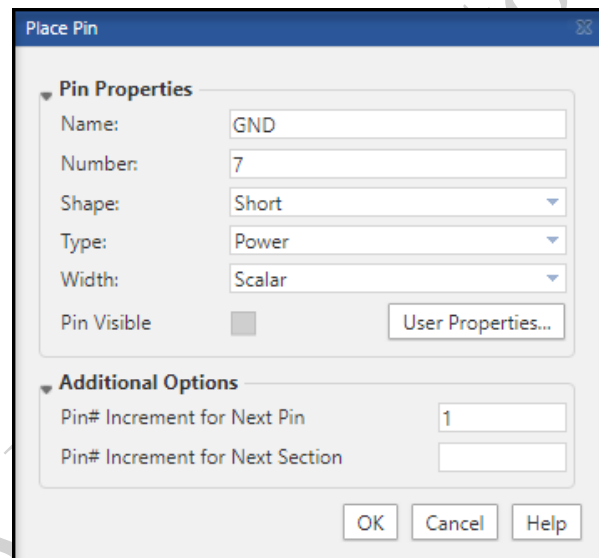 Place Pin
Pin Properties
Name: GND
Number: 7
Shape: Short
Type: Power
Width: Scalar
Pin Visible User Properties...
Additional Options
Pin# Increment for Next Pin 1
Pin# Increment for Next Section
OK Cancel Help